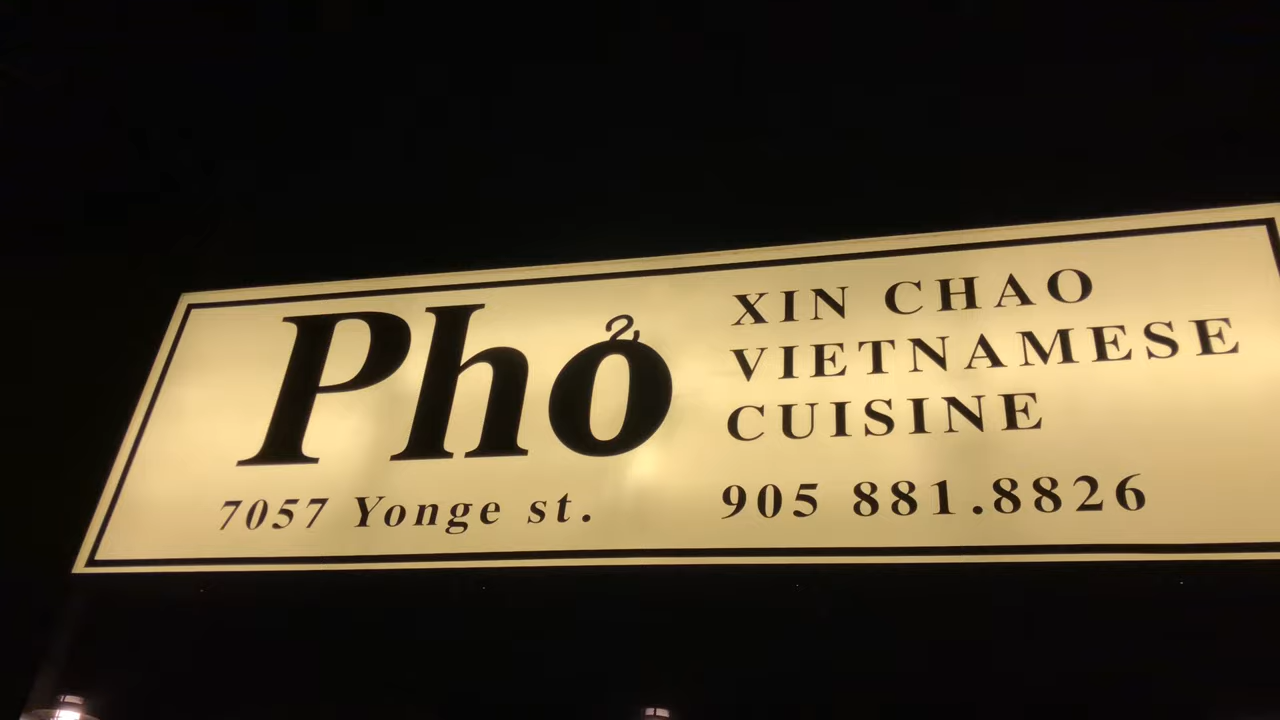 Phở
XIN CHAO
VIETNAMESE
CUISINE
7057 Yonge st.
905 881.8826